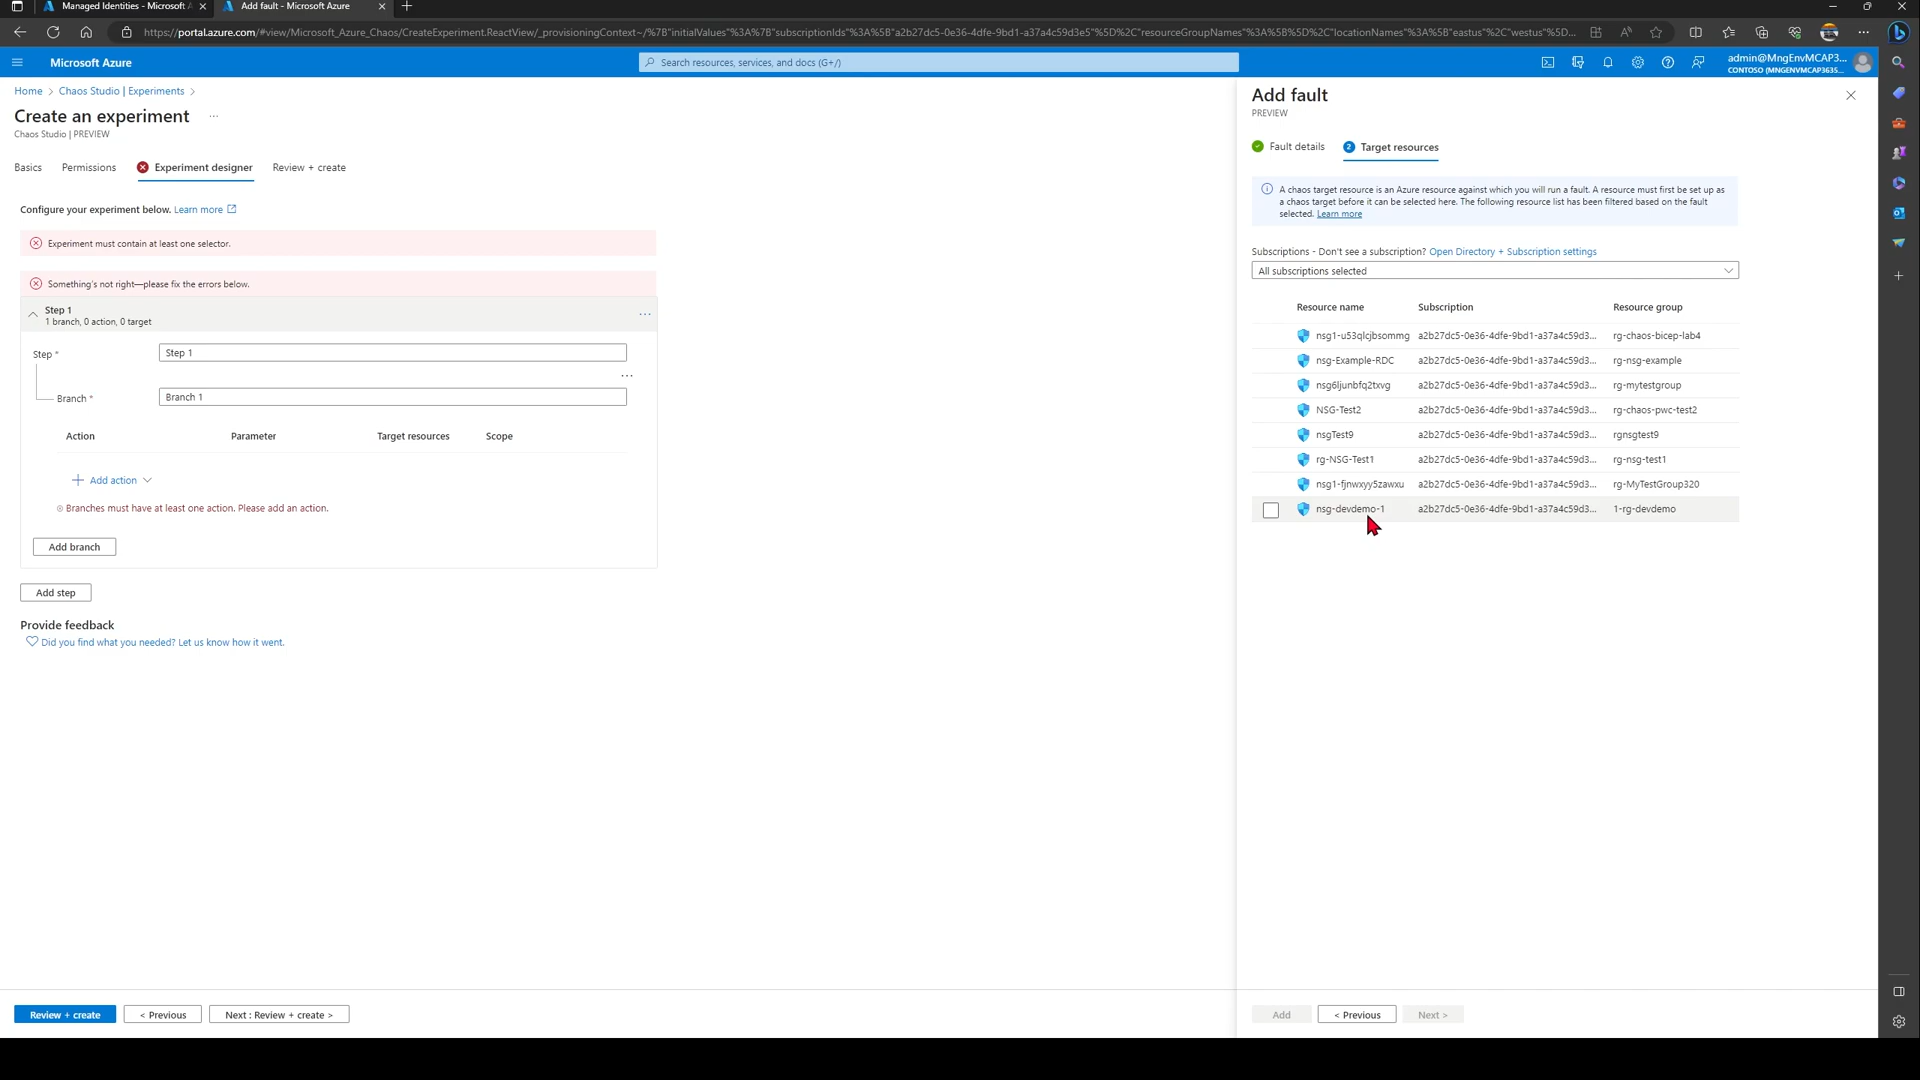 Managed Identities - Microsoft A
Add fault - Microsoft Azure
https://portal.azure.com/#view/Microsoft_Azure_Chaos/CreateExperiment.ReactView/_provisioningContext~/%7B"initialValues"%3A%7B"subscriptionIds"%3A%5B"a2b27dc5-0e36-4dfe-9bd1-a37a4c59d3e5"%5D%2C"resourceGroupNames"%3A%5B%5D%2C"locationNames"%3A%5B"eastus"%2C"westus"%5D...
Microsoft Azure
Search resources, services, and docs (G+/)
admin@MngEnvMCAP3...
CONTOSO (MNGENVMCAP3635...
Home > Chaos Studio | Experiments >
Create an experiment ...
Chaos Studio | PREVIEW
Basics Permissions Experiment designer Review + create
Configure your experiment below. Learn more
Experiment must contain at least one selector.
Something's not right—please fix the errors below.
Step 1
1 branch, 0 action, 0 target
...
Step * Step 1
...
Branch * Branch 1
Action Parameter Target resources Scope
Add action
Branches must have at least one action. Please add an action.
Add branch
Add step
Provide feedback
Did you find what you needed? Let us know how it went.
Review + create < Previous Next : Review + create >
Add fault
PREVIEW
Fault details 2 Target resources
A chaos target resource is an Azure resource against which you will run a fault. A resource must first be set up as
a chaos target before it can be selected here. The following resource list has been filtered based on the fault
selected. Learn more
Subscriptions - Don't see a subscription? Open Directory + Subscription settings
All subscriptions selected
Resource name Subscription Resource group
nsg1-u53qlcjbsommg a2b27dc5-0e36-4dfe-9bd1-a37a4c59d3... rg-chaos-bicep-lab4
nsg-Example-RDC a2b27dc5-0e36-4dfe-9bd1-a37a4c59d3... rg-nsg-example
nsg6ljunbfq2txvg a2b27dc5-0e36-4dfe-9bd1-a37a4c59d3... rg-mytestgroup
NSG-Test2 a2b27dc5-0e36-4dfe-9bd1-a37a4c59d3... rg-chaos-pwc-test2
nsgTest9 a2b27dc5-0e36-4dfe-9bd1-a37a4c59d3... rgnsgtest9
rg-NSG-Test1 a2b27dc5-0e36-4dfe-9bd1-a37a4c59d3... rg-nsg-test1
nsg1-fjnwxyy5zawxu a2b27dc5-0e36-4dfe-9bd1-a37a4c59d3... rg-MyTestGroup320
nsg-devdemo-1 a2b27dc5-0e36-4dfe-9bd1-a37a4c59d3... 1-rg-devdemo
Add < Previous Next >